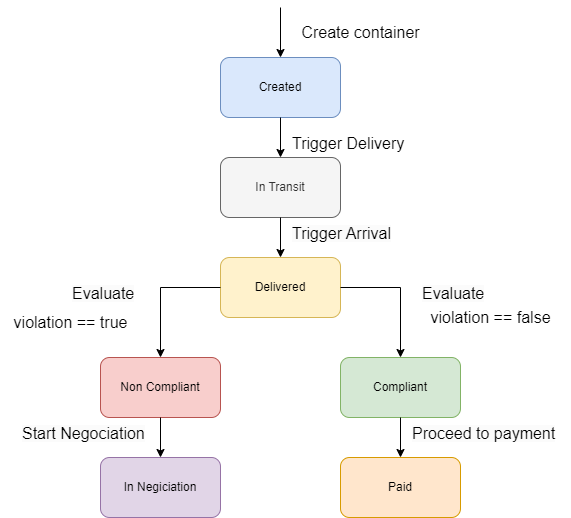 Create container
Created
Trigger Delivery
In Transit
Trigger Arrival
Delivered
Evaluate
violation == true
Evaluate
violation == false
Non Compliant
Compliant
Start Negociation
Proceed to payment
In Negiciation
Paid